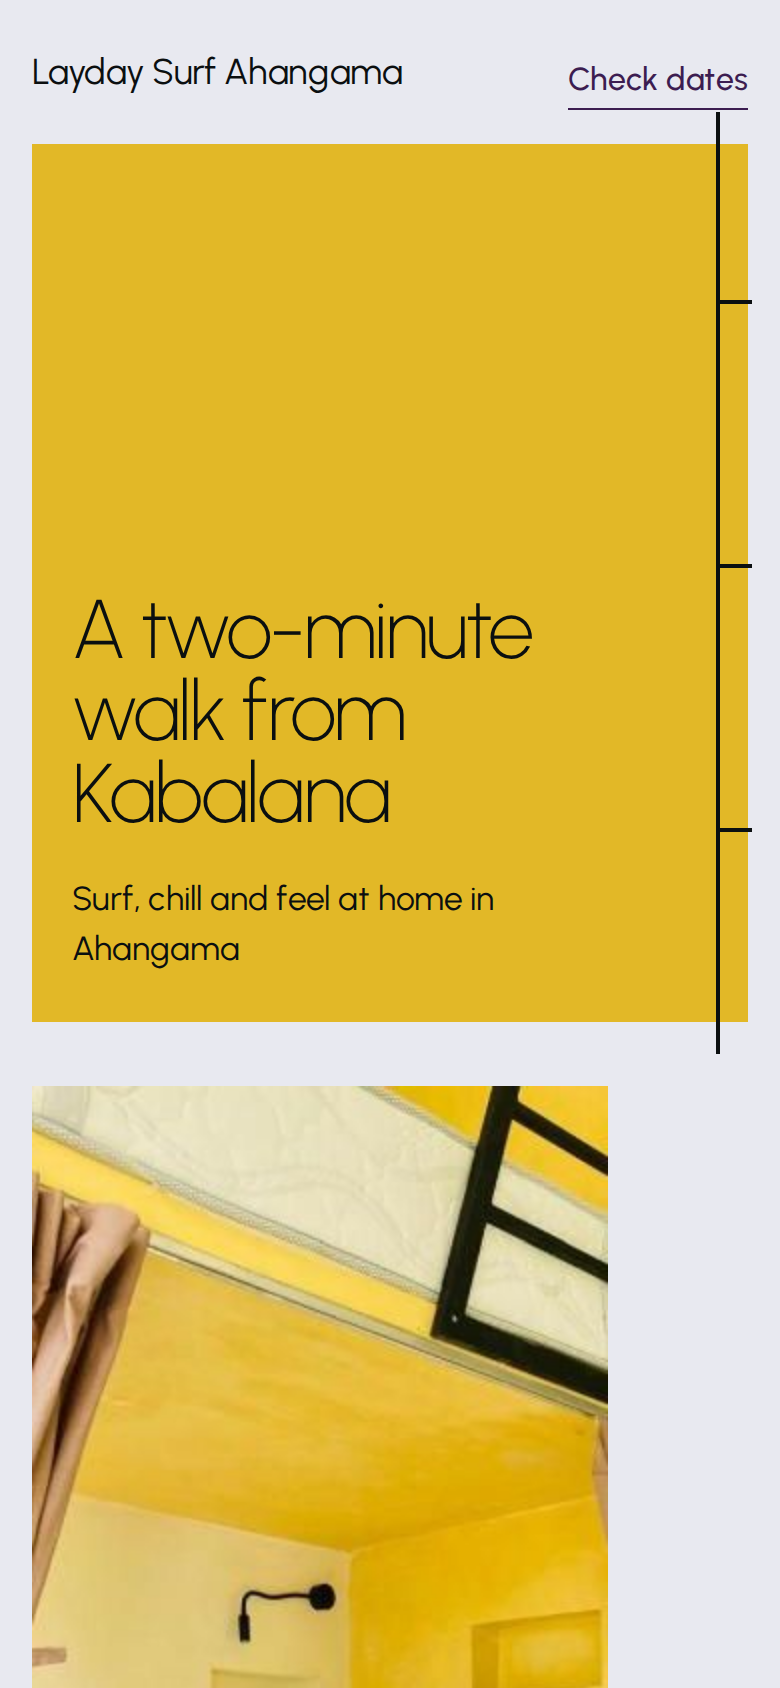 Layday Surf Ahangama
Check dates
A two-minute
walk from
Kabalana
Surf, chill and feel at home in
Ahangama